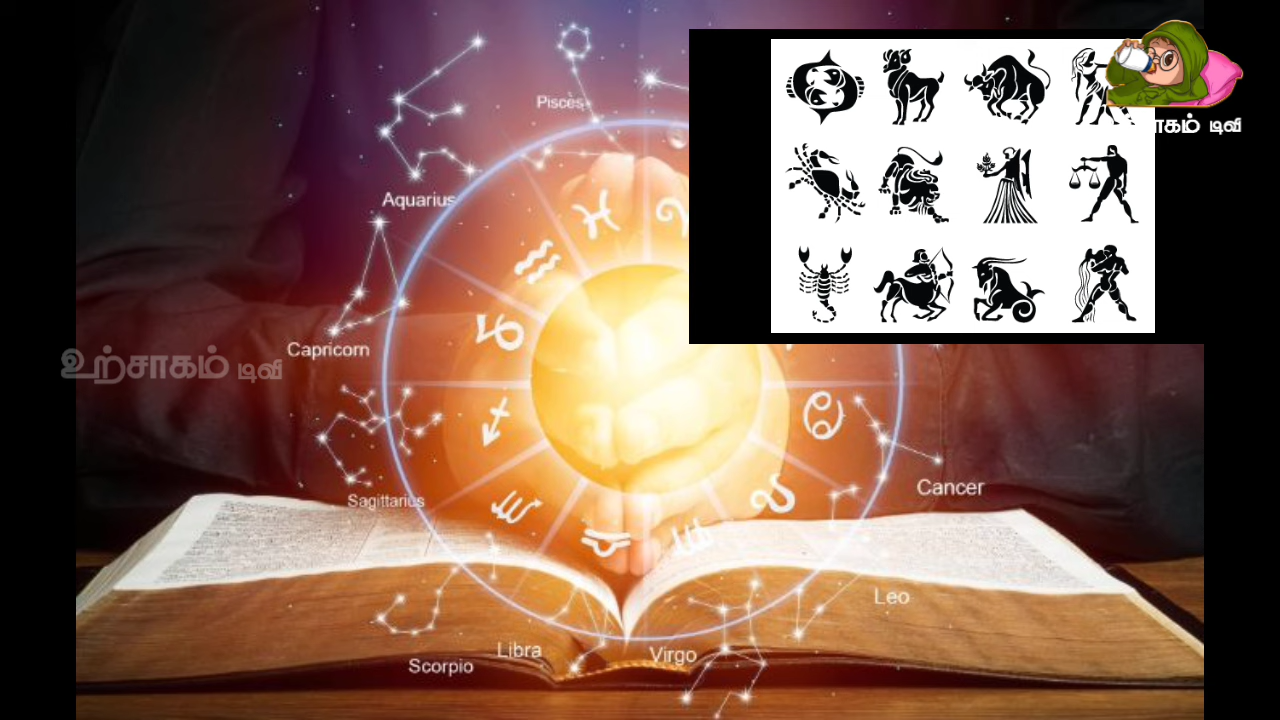 Pisces
Aquarius
சாகம் டிவி
Capricorn
உற்சாகம் டிவி
Sagittarius
Cancer
Leo
Libra
Virgo
Scorpio